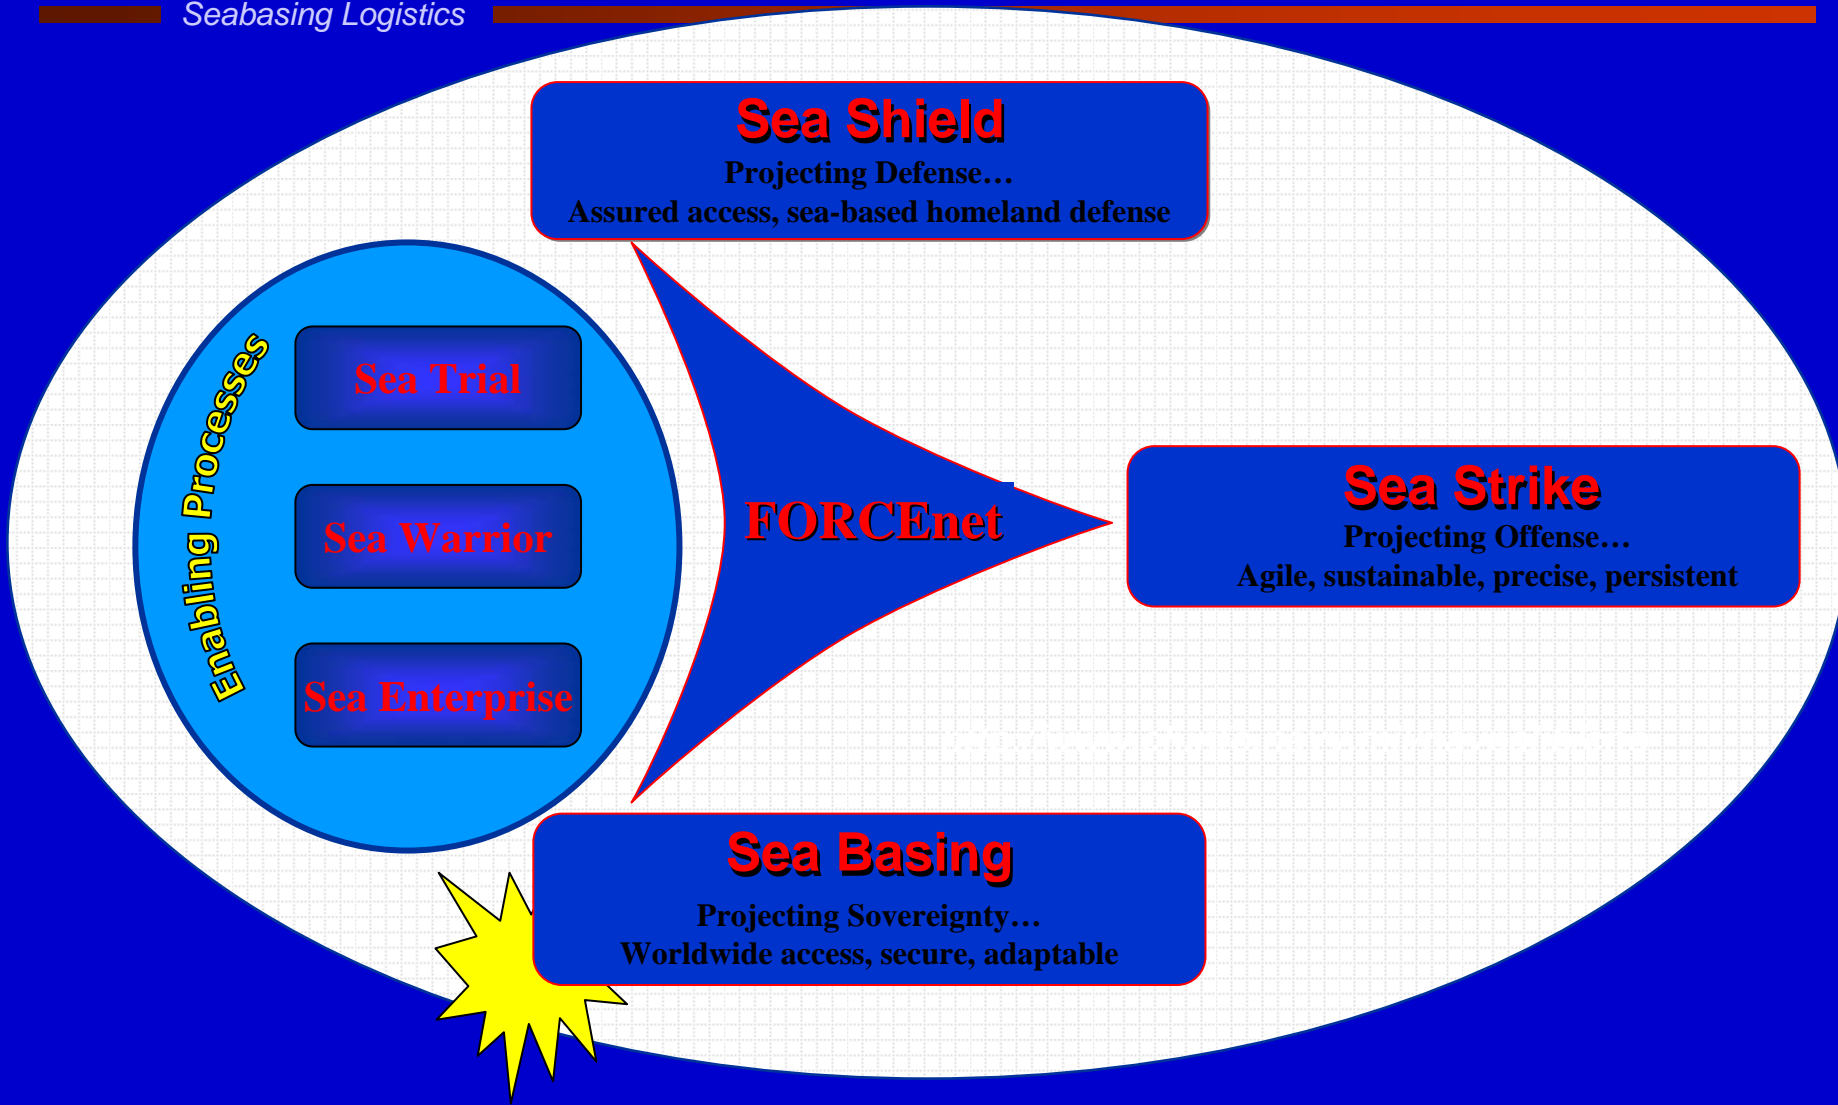 Seabasing Logistics
Sea Shield
Projecting Defense…
Assured access, sea-based homeland defense
Enabling Processes
Sea Trial
Sea Warrior
Sea Enterprise
FORCEnet
Sea Strike
Projecting Offense…
Agile, sustainable, precise, persistent
Sea Basing
Projecting Sovereignty…
Worldwide access, secure, adaptable